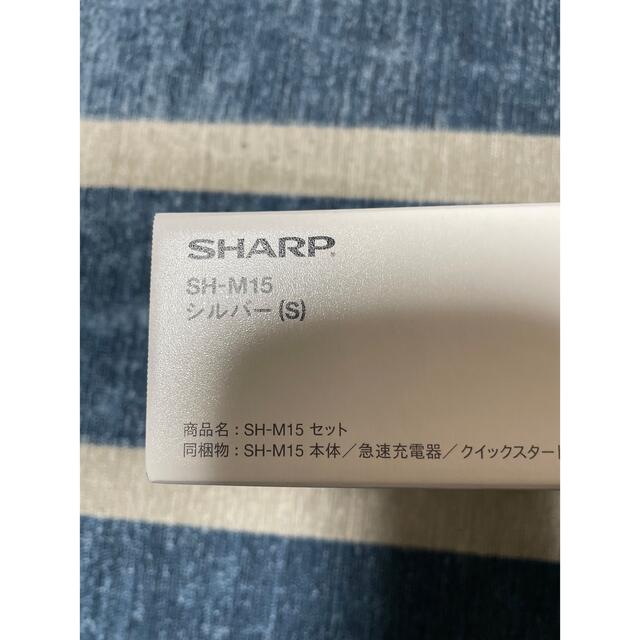 SHARP
SH-M15
シルバー (S)
商品名 : SH-M15 セット
同梱物 : SH-M15 本体／急速充電器／クイックスタート